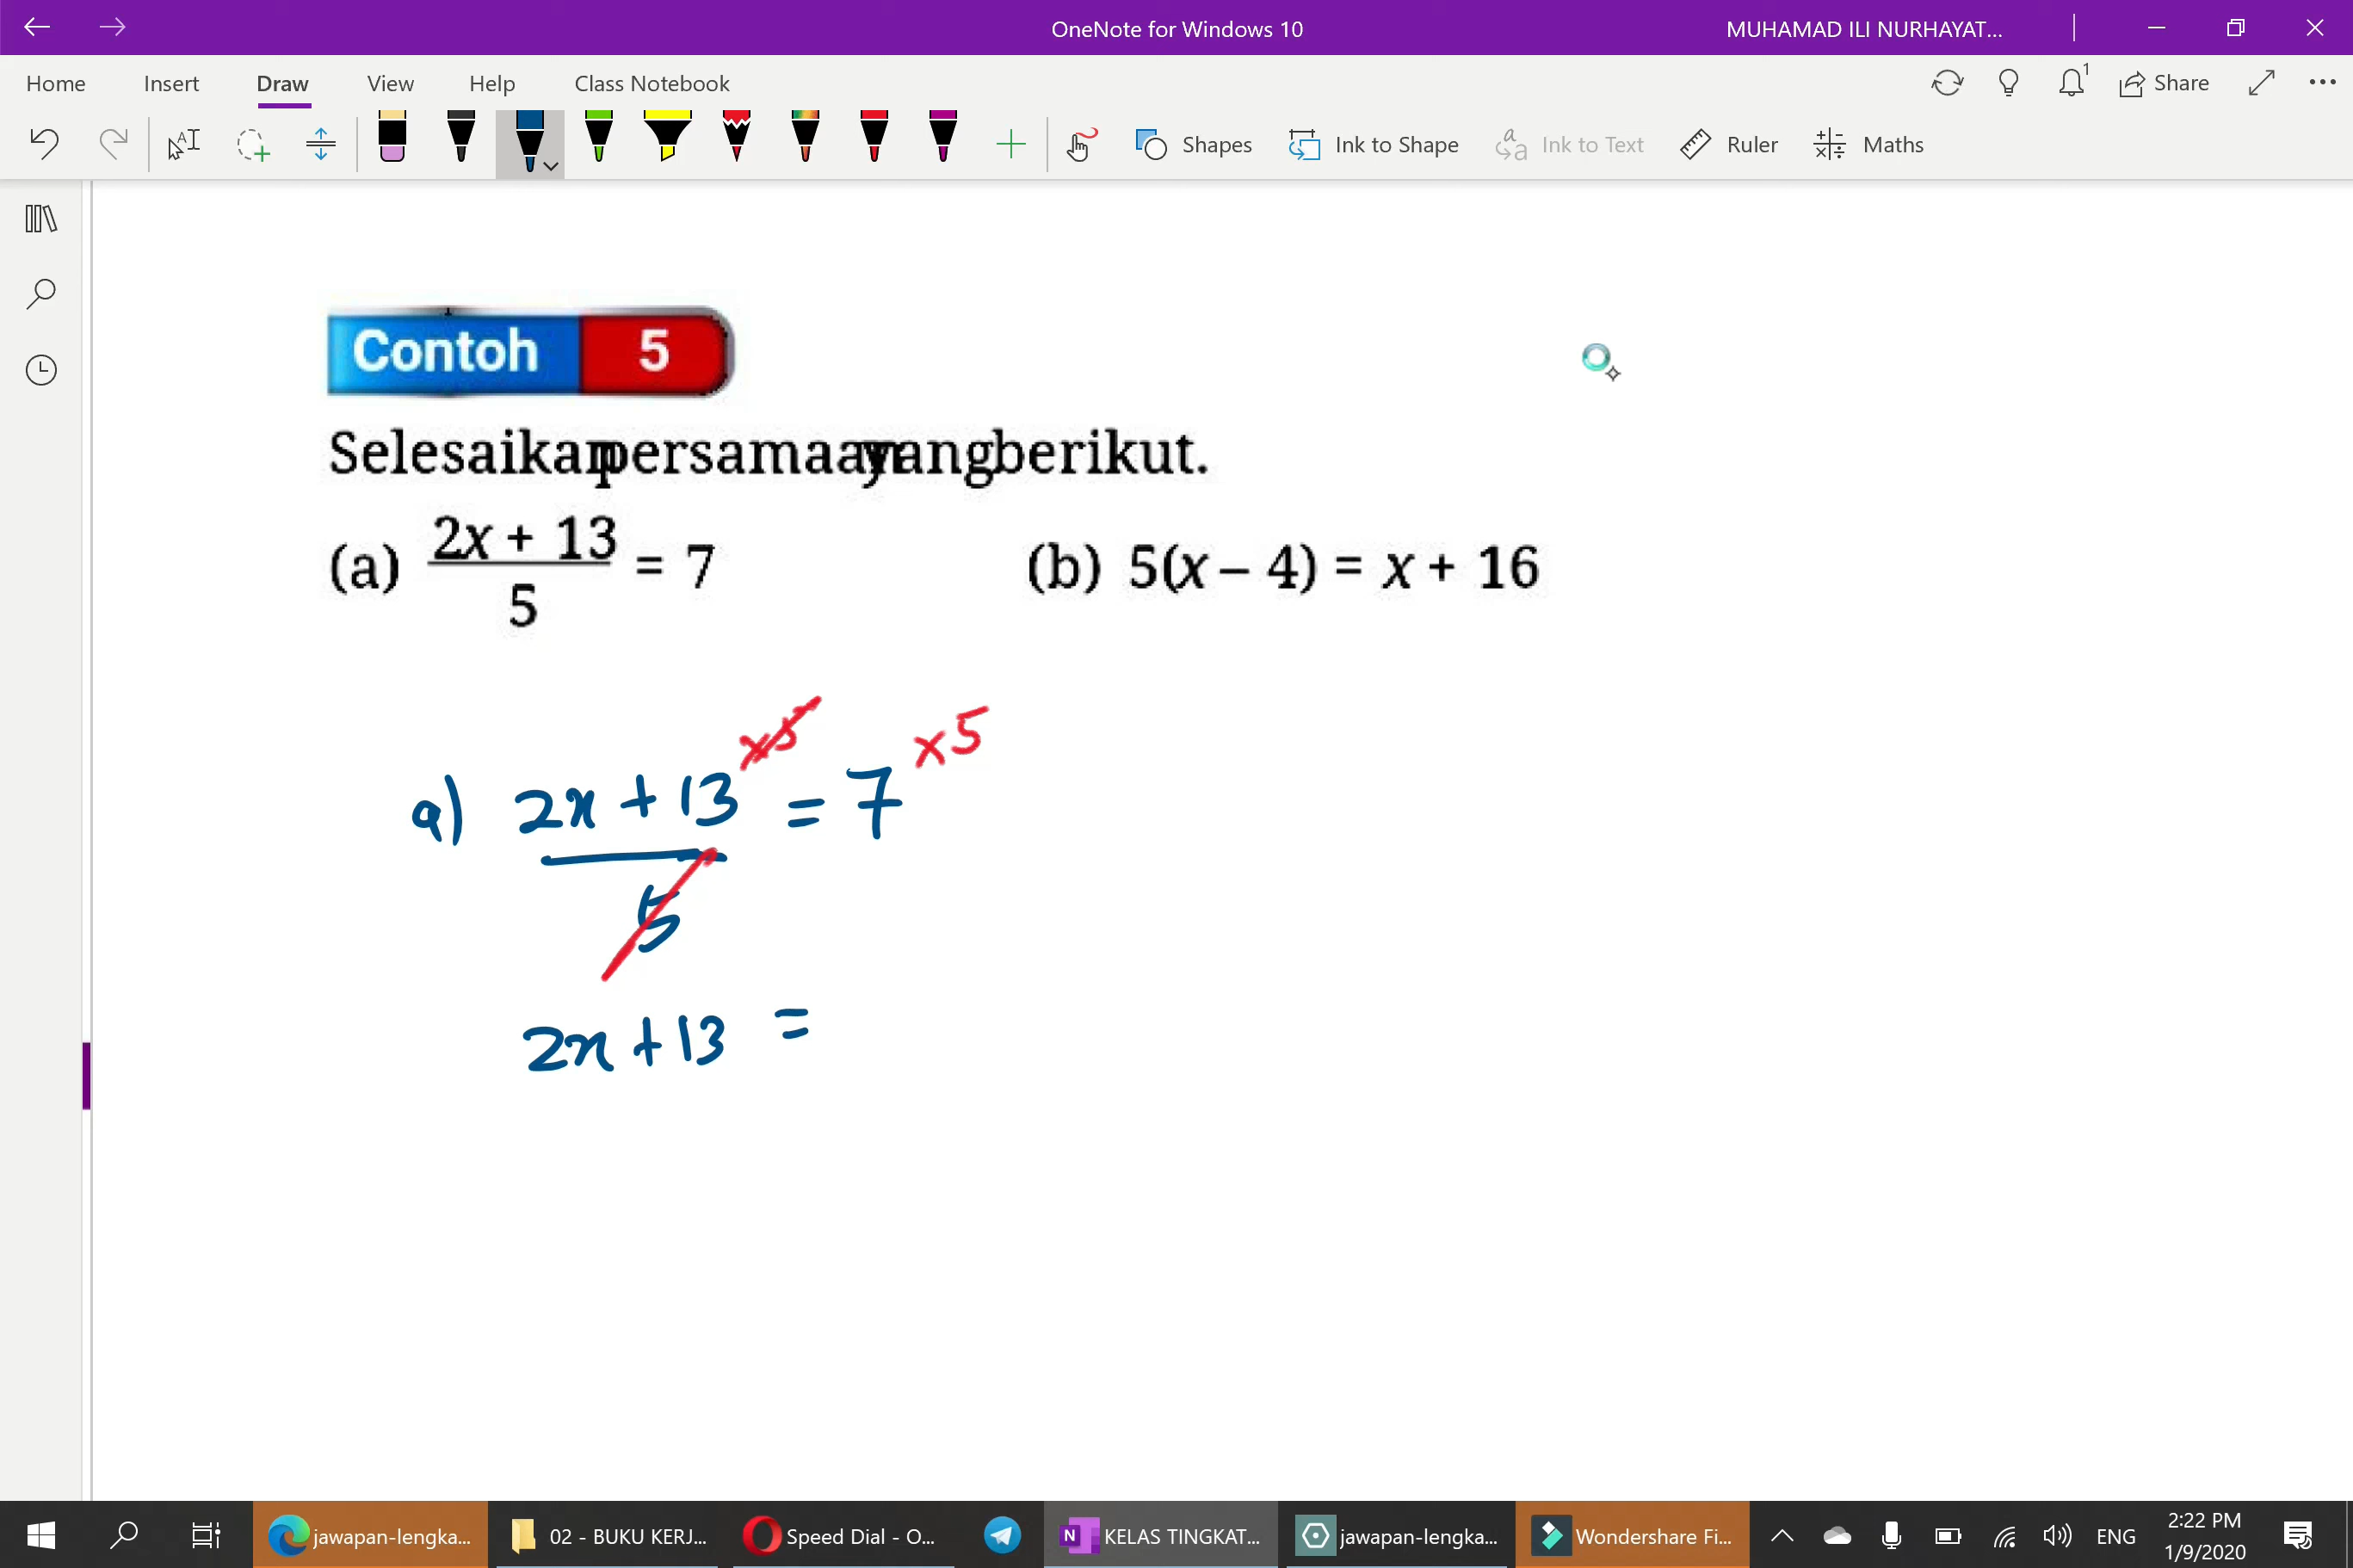 OneNote for Windows 10
MUHAMAD ILI NURHAYAT...
Home Insert Draw View Help Class Notebook 1 Share
Shapes Ink to Shape Ink to Text Ruler Maths
Contoh 5
Selesaikan persamaan yang berikut.
(a) 2x + 13 / 5 = 7
(b) 5(x – 4) = x + 16
×5 ×5
a) 2x + 13 = 7
5
2x + 13 =
jawapan-lengka... 02 - BUKU KERJ... Speed Dial - O... KELAS TINGKAT... jawapan-lengka... Wondershare Fi... ENG 2:22 PM
1/9/2020